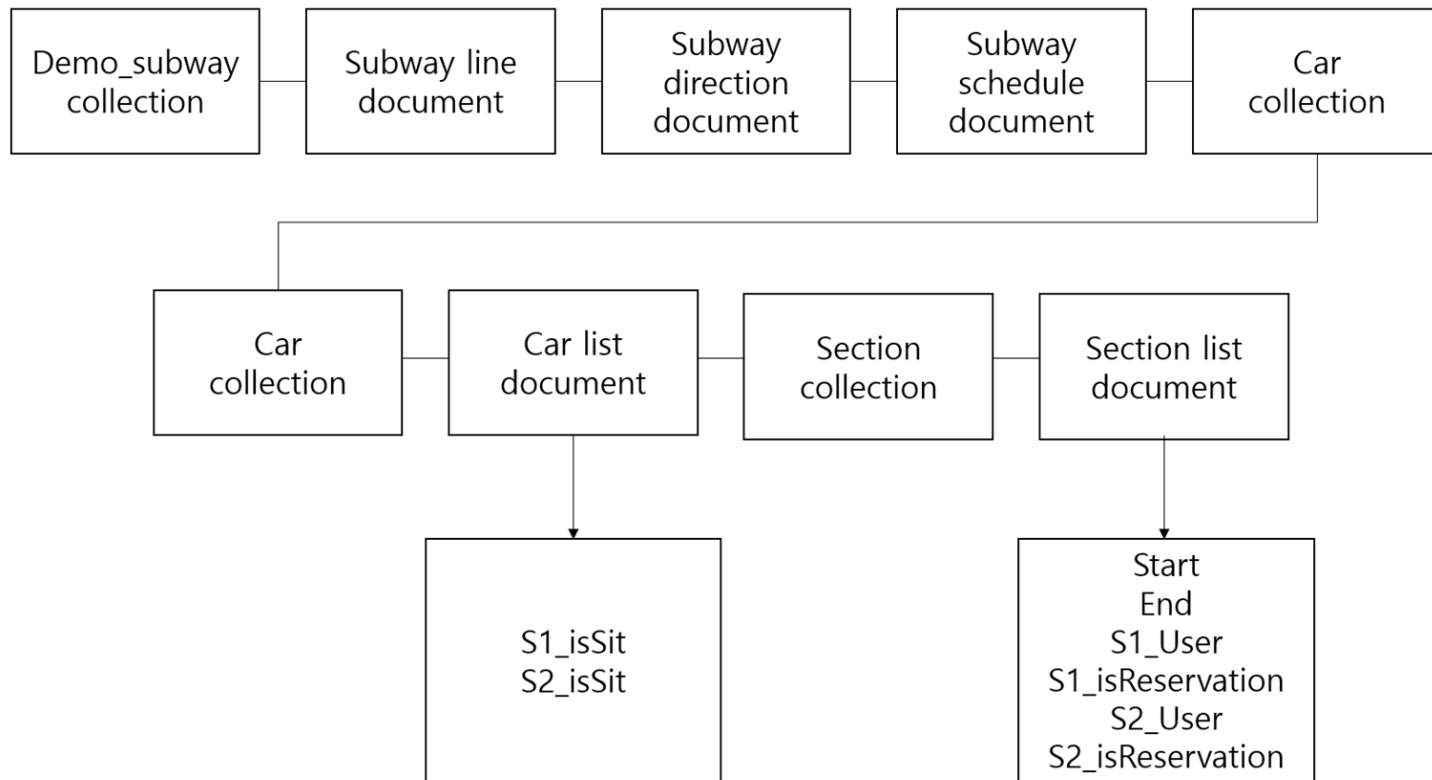 Demo_subway
collection
Subway line
document
Subway
direction
document
Subway
schedule
document
Car
collection
Car
collection
Car list
document
Section
collection
Section list
document
S1_isSit
S2_isSit
Start
End
S1_User
S1_isReservation
S2_User
S2_isReservation